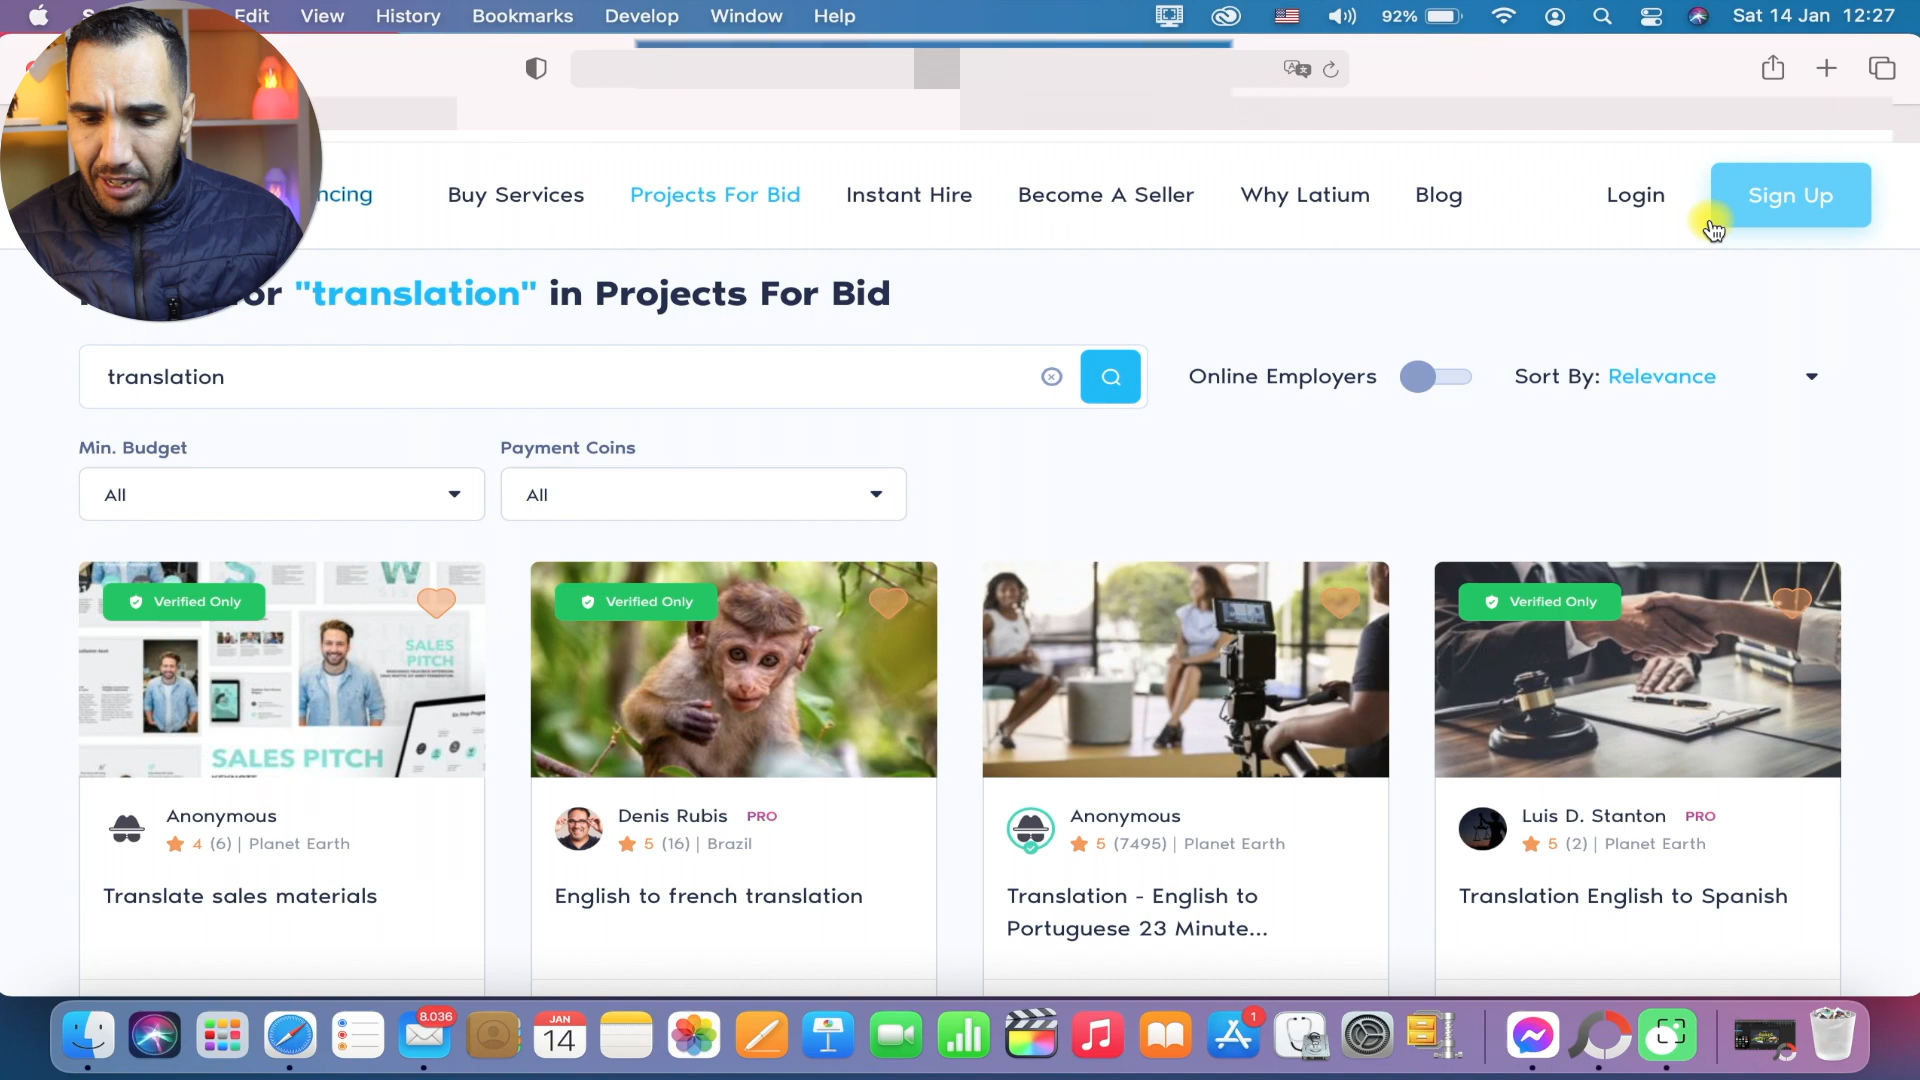 Edit View History Bookmarks Develop Window Help 92% Sat 14 Jan 12:27
ncing Buy Services Projects For Bid Instant Hire Become A Seller Why Latium Blog Login Sign Up
or "translation" in Projects For Bid
translation Online Employers Sort By: Relevance
Min. Budget Payment Coins
All All
Verified Only Verified Only Verified Only
SALES PITCH
SALES PITCH
Anonymous Denis Rubis PRO Anonymous Luis D. Stanton PRO
4 (6) | Planet Earth 5 (16) | Brazil 5 (7495) | Planet Earth 5 (2) | Planet Earth
Translate sales materials English to french translation Translation - English to Translation English to Spanish
Portuguese 23 Minute...
8.036 JAN 14 1